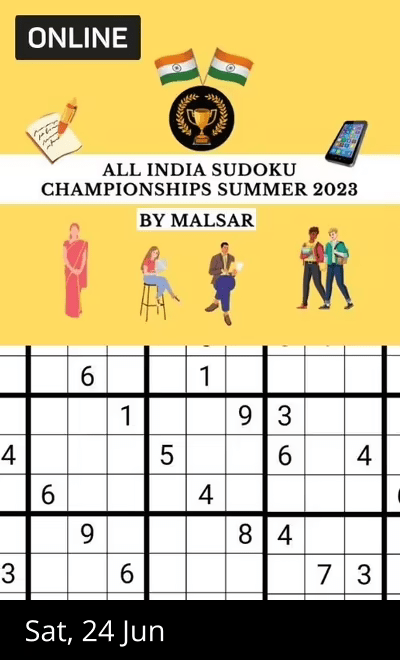 ONLINE
ALL INDIA SUDOKU
CHAMPIONSHIPS SUMMER 2023
BY MALSAR
6 1
1 9 3
4 5 6 4
6 4
9 8 4
3 6 7 3
Sat, 24 Jun